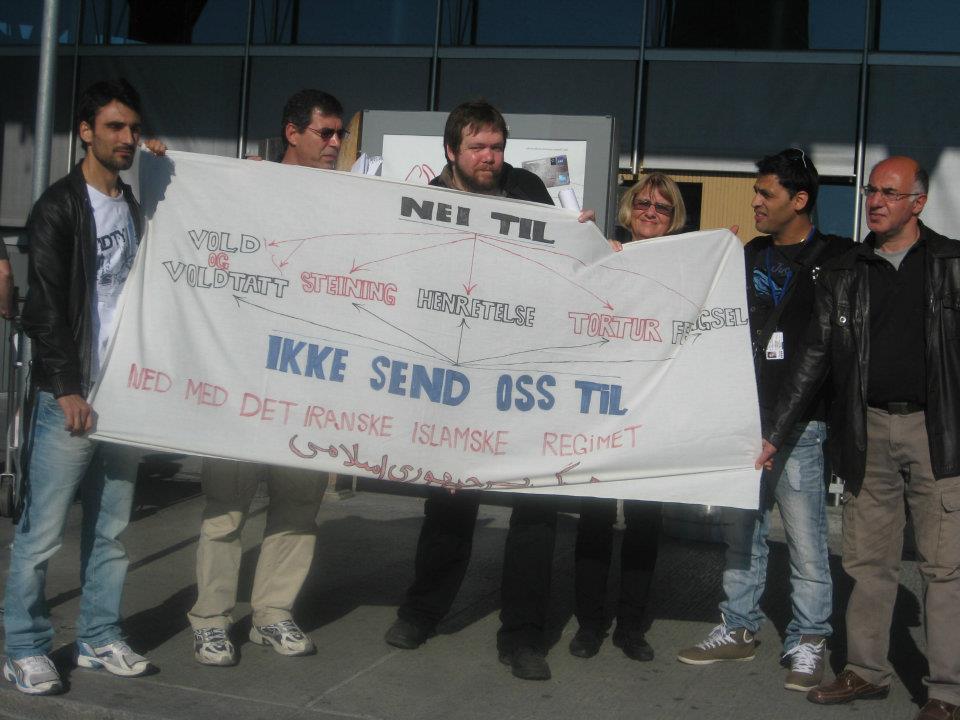 NEI TIL
VOLD
OG
VOLDTATT
STEINING
HENRETELSE
TORTUR
IKKE SEND OSS TIL
NED MED DET IRANSKE ISLAMSKE REGIMET
جمهوری اسلامی